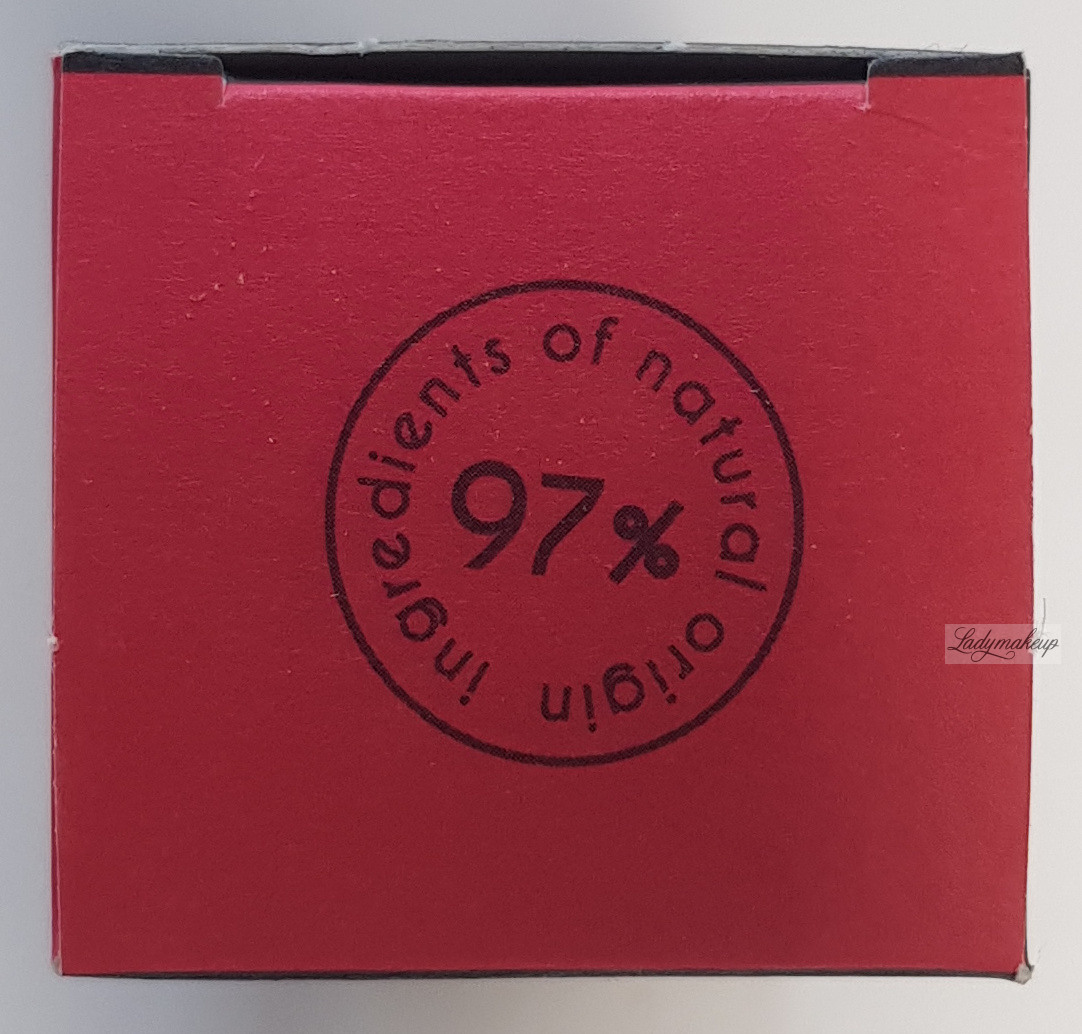 97%
ingredients of natural origin
Ladymakeup